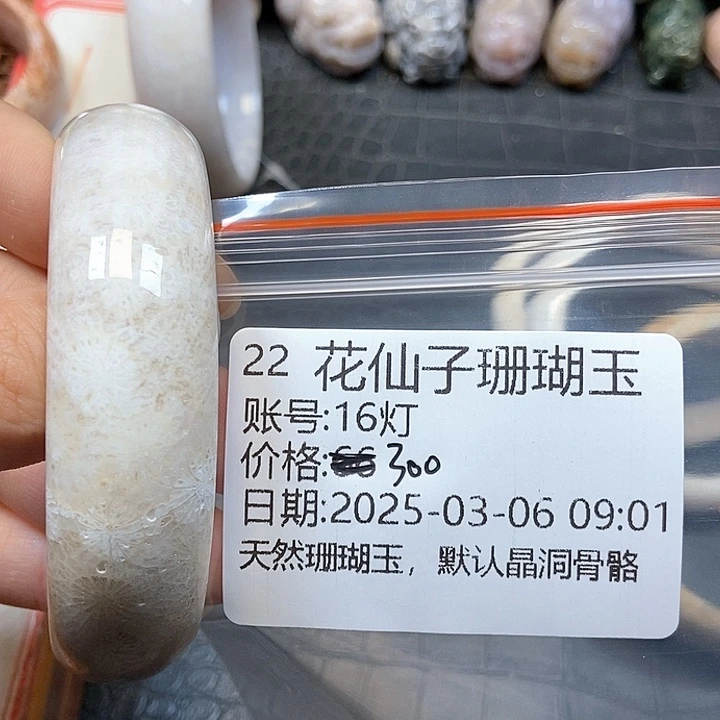 22 花仙子珊瑚玉
账号:16灯
价格: 300
日期:2025-03-06 09:01
天然珊瑚玉，默认晶洞骨骼